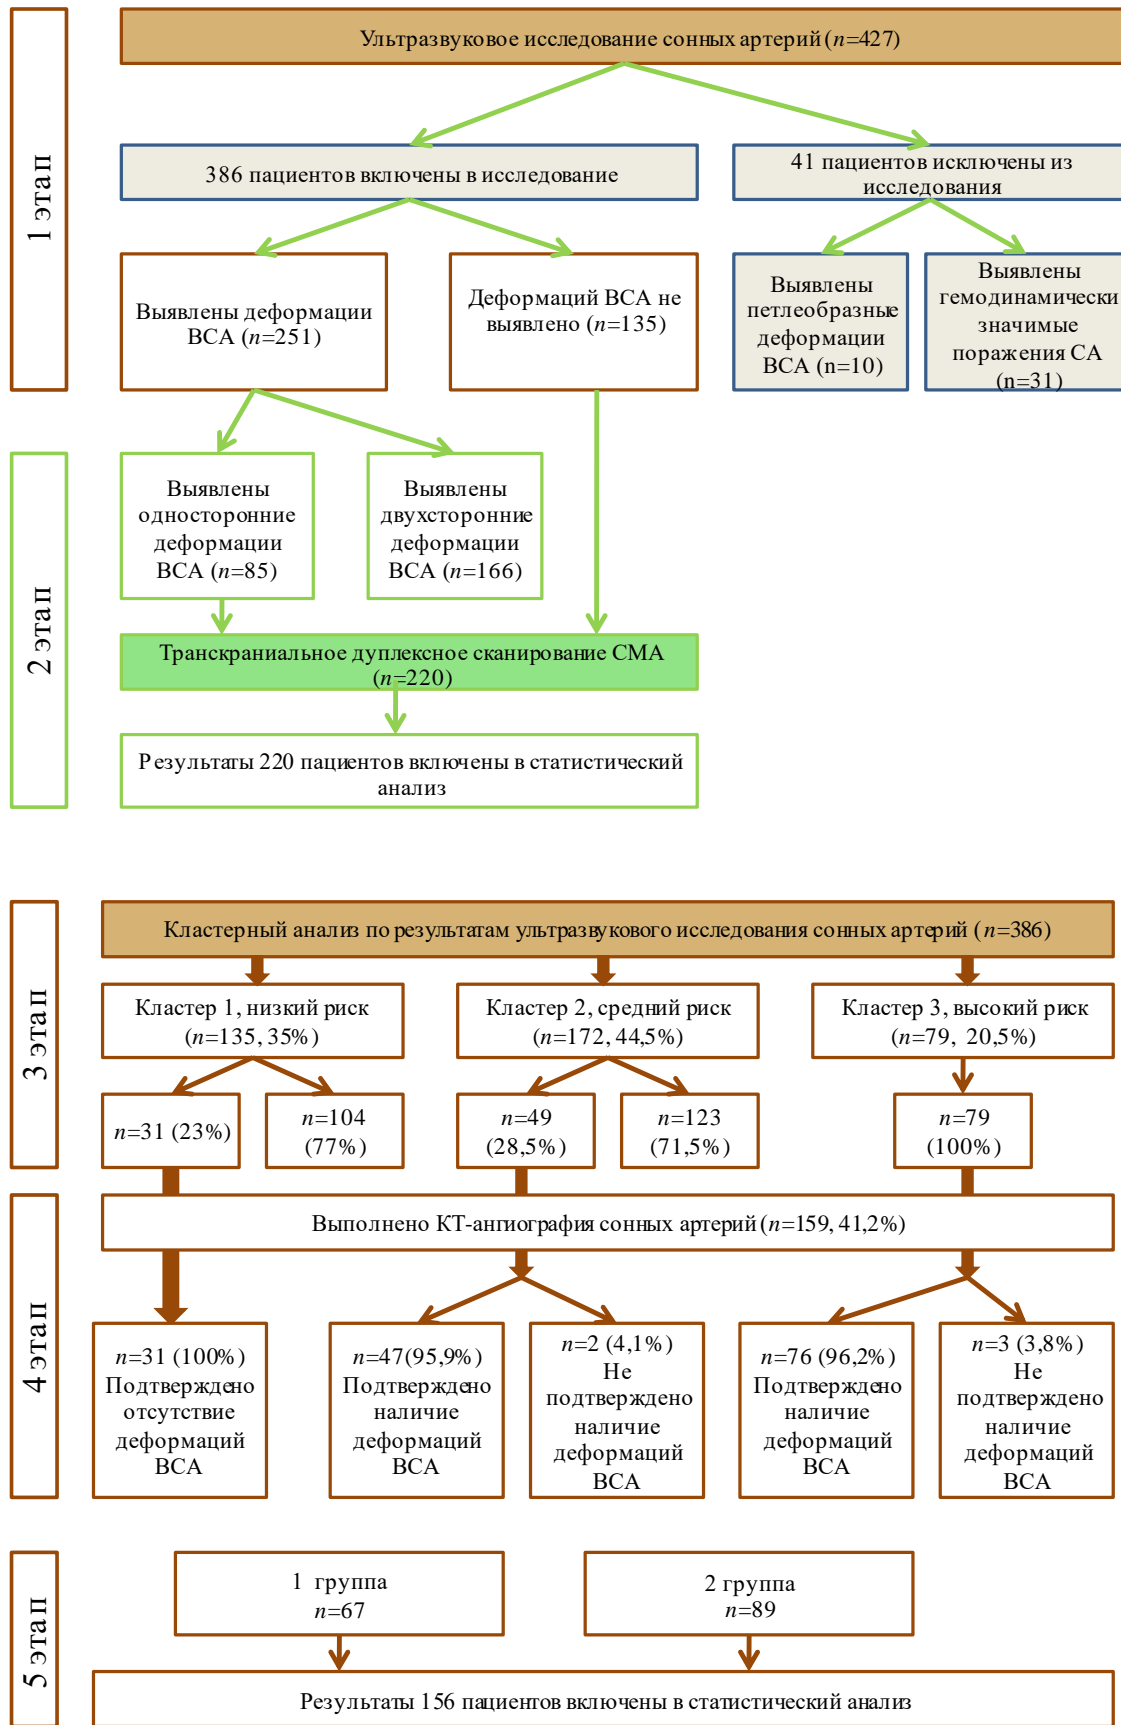 1 этап
Ультразвуковое исследование сонных артерий (n=427)
386 пациентов включены в исследование
41 пациентов исключены из
исследования
Выявлены деформации
ВСА (n=251)
Деформаций ВСА не
выявлено (n=135)
Выявлены
петлеобразные
деформации
ВСА (n=10)
Выявлены
гемодинамически
значимые
поражения СА
(n=31)
2 этап
Выявлены
односторонние
деформации
ВСА (n=85)
Выявлены
двухсторонние
деформации
ВСА (n=166)
Транскраниальное дуплексное сканирование СМА
(n=220)
Результаты 220 пациентов включены в статистический
анализ
3 этап
Кластерный анализ по результатам ультразвукового исследования сонных артерий (n=386)
Кластер 1, низкий риск
(n=135, 35%)
Кластер 2, средний риск
(n=172, 44,5%)
Кластер 3, высокий риск
(n=79, 20,5%)
n=31 (23%)
n=104
(77%)
n=49
(28,5%)
n=123
(71,5%)
n=79
(100%)
4 этап
Выполнено КТ-ангиография сонных артерий (n=159, 41,2%)
n=31 (100%)
Подтверждено
отсутствие
деформаций
ВСА
n=47(95,9%)
Подтверждено
наличие
деформаций
ВСА
n=2 (4,1%)
Не
подтверждено
наличие
деформаций
ВСА
n=76 (96,2%)
Подтверждено
наличие
деформаций
ВСА
n=3 (3,8%)
Не
подтверждено
наличие
деформаций
ВСА
5 этап
1 группа
n=67
2 группа
n=89
Результаты 156 пациентов включены в статистический анализ